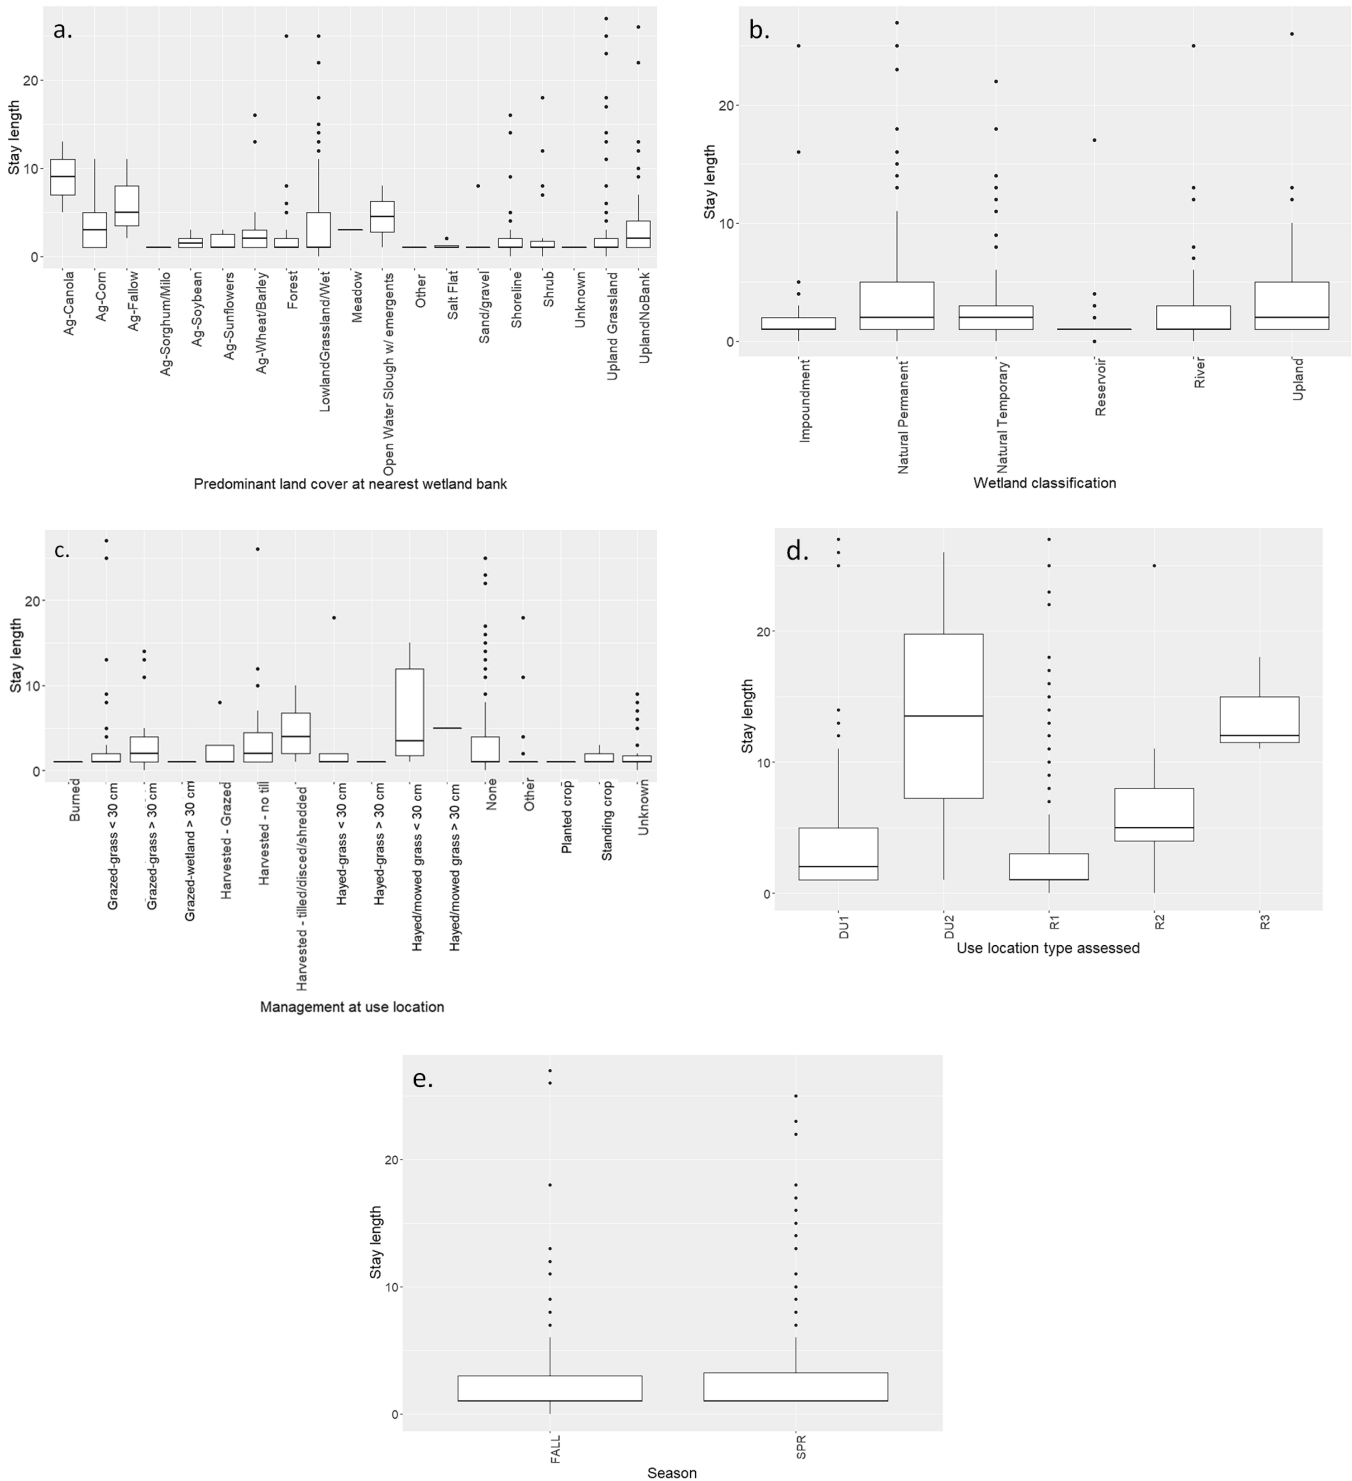 a.
Stay length
20
10
0
Ag-Canola
Ag-Corn
Ag-Fallow
Ag-Sorghum/Milo
Ag-Soybean
Ag-Sunflowers
Ag-Wheat/Barley
Forest
LowlandGrassland/Wet
Meadow
Open Water Slough w/ emergents
Other
Salt Flat
Sand/gravel
Shoreline
Shrub
Unknown
Upland Grassland
UplandNoBank
Predominant land cover at nearest wetland bank
b.
Stay length
20
10
0
Impoundment
Natural Permanent
Natural Temporary
Reservoir
River
Upland
Wetland classification
c.
Stay length
20
10
0
Burned
Grazed-grass < 30 cm
Grazed-grass > 30 cm
Grazed-wetland > 30 cm
Harvested - Grazed
Harvested - no till
Harvested - tilled/disced/shredded
Hayed-grass < 30 cm
Hayed-grass > 30 cm
Hayed/mowed grass < 30 cm
Hayed/mowed grass > 30 cm
None
Other
Planted crop
Standing crop
Unknown
Management at use location
d.
Stay length
20
10
0
DU1
DU2
R1
R2
R3
Use location type assessed
e.
Stay length
20
10
0
FALL
SPR
Season